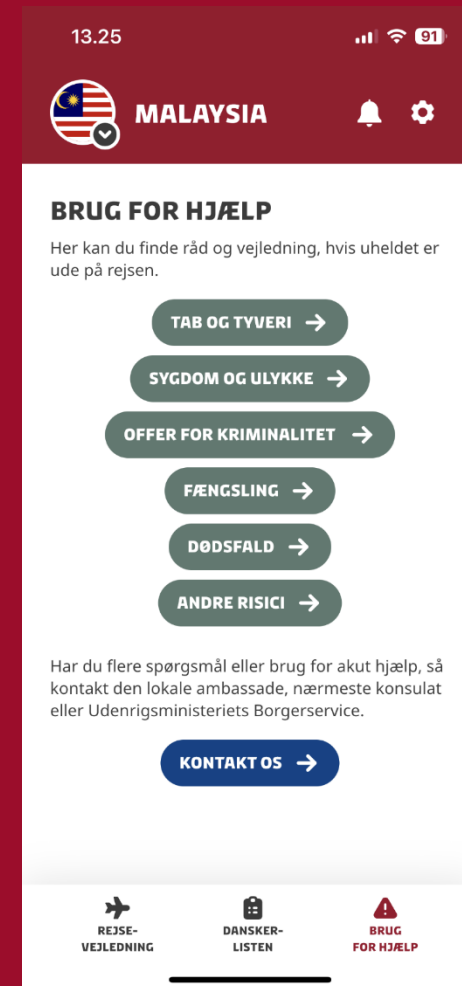 13.25
91
MALAYSIA
BRUG FOR HJÆLP
Her kan du finde råd og vejledning, hvis uheldet er
ude på rejsen.
TAB OG TYVERI
SYGDOM OG ULYKKE
OFFER FOR KRIMINALITET
FÆNGSLING
DØDSFALD
ANDRE RISICI
Har du flere spørgsmål eller brug for akut hjælp, så
kontakt den lokale ambassade, nærmeste konsulat
eller Udenrigsministeriets Borgerservice.
KONTAKT OS
REJSE-
VEJLEDNING
DANSKER-
LISTEN
BRUG
FOR HJÆLP